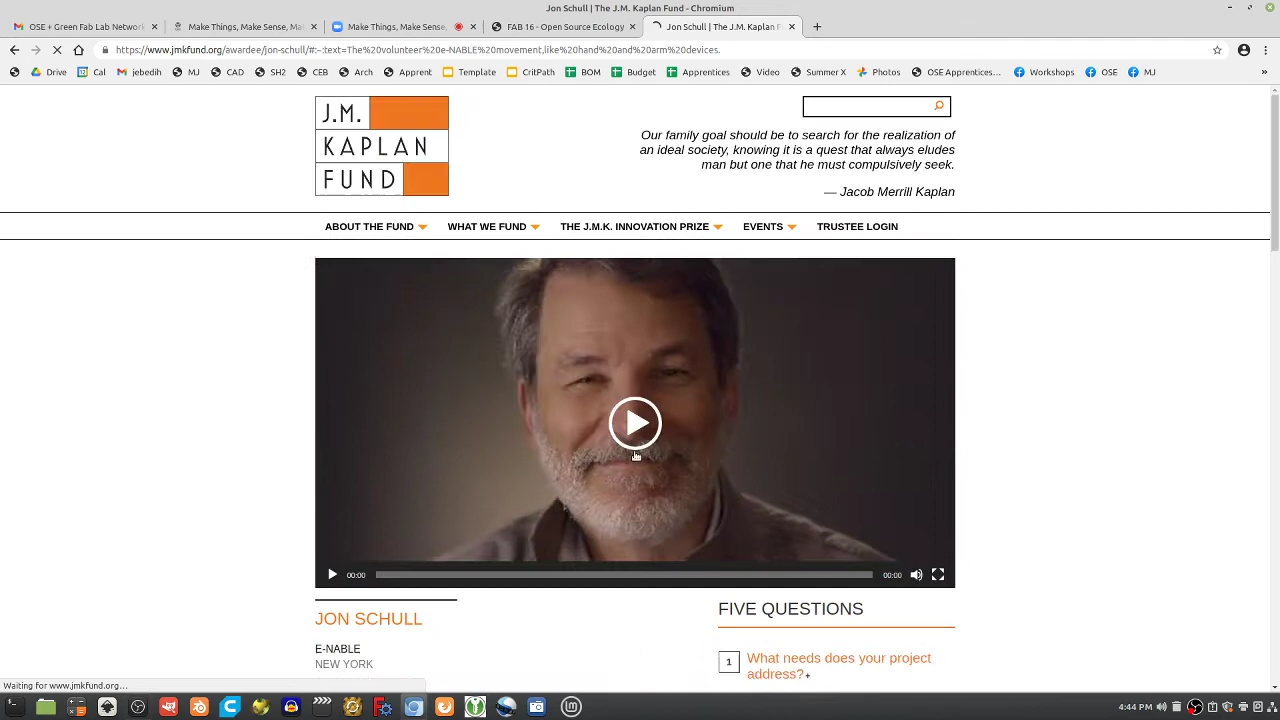 Jon Schull | The J.M. Kaplan Fund - Chromium
OSE + Green Fab Lab Network
Make Things, Make Sense, Mak
Make Things, Make Sense,
FAB 16 - Open Source Ecology
Jon Schull | The J.M. Kaplan F
https://www.jmkfund.org/awardee/jon-schull/#:~:text=The%20volunteer%20e-NABLE%20movement,like%20hand%20and%20arm%20devices.
Drive
Cal
jebedit
MJ
CAD
SH2
CEB
Arch
Apprent
Template
CritPath
BOM
Budget
Apprentices
Video
Summer X
Photos
OSE Apprentices…
Workshops
OSE
MJ
»
J.M.
KAPLAN
FUND
Our family goal should be to search for the realization of
an ideal society, knowing it is a quest that always eludes
man but one that he must compulsively seek.
— Jacob Merrill Kaplan
ABOUT THE FUND
WHAT WE FUND
THE J.M.K. INNOVATION PRIZE
EVENTS
TRUSTEE LOGIN
00:00
00:00
JON SCHULL
E-NABLE
NEW YORK
FIVE QUESTIONS
1
What needs does your project
address?+
Waiting for www.jmkfund.org…
4:44 PM